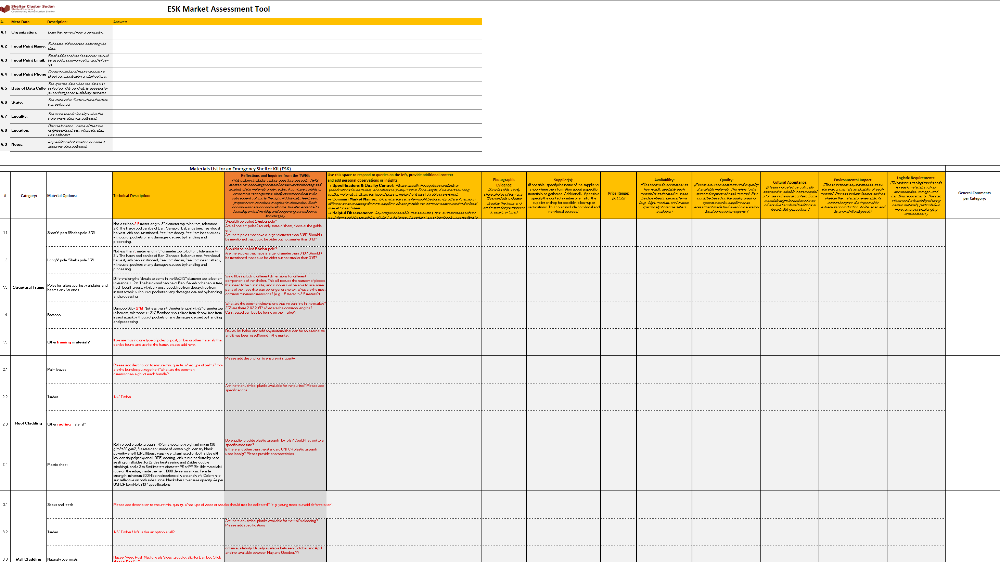 Shelter Cluster Sudan
ShelterCluster.org
Coordinating Humanitarian Shelter
ESK Market Assessment Tool
A. Meta Data Description: Answer:
A.1 Organization: Enter the name of your organization.
A.2 Focal Point Name: Full name of the person collecting the
data.
A.3 Focal Point Email: Email address of the focal point; this will
be used for communication and follow-
up.
A.4 Focal Point Phone Contact number of the focal point for
direct communication or clarifications.
A.5 Date of Data Colle The specific date when the data was
collected. This can help to account for
price changes or availability over time.
A.6 State: The state within Sudan where the data
was collected.
A.7 Locality: The more specific locality within the
state where data was collected.
A.8 Location: Precise location - name of the town,
neighbourhood, etc. where the data
was collected.
A.9 Notes: Any additional information or context
about the data collected.
Materials List for an Emergency Shelter Kit (ESK)
#
Category:
Material Options:
Technical Description:
Reflections and Inquiries from the TWIG:
(This column includes various questions posed by TWIG
members to encourage comprehensive understanding and
analysis of the materials under review. If you have insights or
answers to these queries, kindly document them in the
subsequent column to the right. Additionally, feel free to
propose new questions or topics for discussion. Such
contributions are not only welcome, but also essential to
fostering critical thinking and deepening our collective
knowledge.)
Use this space to respond to queries on the left, provide additional context
and add personal observations or insights:
→ Specifications & Quality Control: Please specify the required standards or
specifications for each item, as it relates to quality control. For example, if we are discussing
roofing materials, indicate the type of grass or metal that is most durable or preferred.
→ Common Market Names: Given that the same item might be known by different names in
different areas or among different suppliers, please provide the common names used in the local
market for each item.
→ Helpful Observations: Any unique or notable characteristics, tips, or observations about
each item would be greatly beneficial. For instance, if a certain type of bamboo is more resilient to
Photographic
Evidence:
(If it is feasible, kindly
share photos of the items.
This can help us better
visualize the items and
understand any variances
in quality or type.)
Supplier(s):
(If possible, specify the name of the supplier or
shop where the information about a specific
material was gathered. Additionally, if possible
specify the contact number or email of the
supplier or shop for possible follow-up or
verifications. This could include both local and
non-local sources.)
Price Range:
(in USD)
Availability:
(Please provide a comment on
how readily available each
material is on the market. It can
be described in general terms
(e.g., high, medium, low) or more
specifically if precise data is
available.)
Quality:
(Please provide a comment on the quality
of available materials. This refers to the
standard or grade of each material. This
could be based on the quality grading
system used by suppliers or an
assessment made by the technical staff or
local construction experts.)
Cultural Acceptance:
(Please indicate how culturally
accepted or suitable each material
is for use in the local context. Some
materials might be preferred over
others due to cultural traditions or
local building practices.)
Environmental Impact:
(Please indicate any information about
the environmental sustainability of each
material. This can include factors such as
whether the material is renewable, its
carbon footprint, the impact of its
extraction or production, its life-span and
its end-of-life disposal.)
Logistic Requirements:
(This refers to the logistical needs
for each material, such as
transportation, storage, and
handling requirements. This can
influence the feasibility of using
certain materials, particularly in
more remote or challenging
environments.)
General Comments
per Category:
Structural Frame
1.1
Short Y post /Sheba pole 3"Ø
Not less than 2.5 meter length. 3" diameter top to bottom, tolerance +-
2%. The hardwood can be of Ban, Sahab or babanus tree, fresh local
harvest, with bark unstripped, free from decay, free from insect attack,
without rot pockets or any damages caused by handling and
processing.
Should it be called Sheba pole?
Are all posts Y poles? (or only some of them, those at the gable
end
Are there poles that have a larger diameter than 3"Ø? Should it
be mentioned that could be wider but not smaller than 3"Ø?
1.2
Long Y pole /Sheba pole 3"Ø
Not less than 3 meter length. 3" diameter top to bottom, tolerance +-
2%. The hardwood can be of Ban, Sahab or babanus tree, fresh local
harvest, with bark unstripped, free from decay, free from insect attack,
without rot pockets or any damages caused by handling and
processing.
Should it be called Sheba pole?
Are there poles that have a larger diameter than 3"Ø? Should it
be mentioned that could be wider but not smaller than 3"Ø?
1.3
Poles for rafters, purlins, wallplates and
beams with flat ends
Different lengths [details to come in the BoQ] 3" diameter top to bottom,
tolerance +- 2%. The hardwood can be of Ban, Sahab or babanus tree,
fresh local harvest, with bark unstripped, free from decay, free from
insect attack, without rot pockets or any damages caused by handling
and processing.
We will be including different dimensions for different
components of the shelter. This will reduce the number of pieces
that need to be cut in site, and suppliers will be able to use some
parts of the trees that can be longer or shorter. What are the most
common min/max dimensions? (e.g. 1.5 meter to 3.5 meters?)
1.4
Bamboo
Bamboo Stick 2"Ø Not less than 4.0 meter length (with 2" diameter top
to bottom, tolerance +- 2%) Bamboo should free from decay, free from
insect attack, without rot pockets or any damages caused by handling
and processing.
What are the common dimensions that we can find in the market?
2"Ø are there 2 1/2 2"Ø? What are the common lengths?
Can treated bamboo be found on the market?
1.5
Other framing material?
If we are missing one type of poles or post, timber or other materials that
can be found and use for the frame, please add here.
Review list below and add any material that can be an alternative
and it has been used/found in the market
Roof Cladding
2.1
Palm leaves
Please add description to ensure min. quality. What type of palms? How
are the bundles put together? What are the common
dimensions/weight of each bundle?
Please add description to ensure min. quality.
2.2
Timber
1x4" Timber
Are there any timber planks available for the purlins? Please add
specifications
2.3
Other roofing material?
2.4
Plastic sheet
Reinforced plastic tarpaulin, 4X5m sheet, net weight minimum 190
g/m2±20 g/m2, fire retardant, made of woven high-density black
polyethylene (HDPE) fibers, warp x weft, laminated on both sides with
low density polyethylene(LDPE) coating, with reinforced rims by heat
sealing on all sides, (or 2sides heat sealing and 2 sides double
stitching), and a 3 to 5 millimeters diameter PE or PP (flexible materials)
rope on the edge, inside the hem. 1000 denier minimum. Tensile
strength: minimum 600 N both directions of warp and weft. Color white
sun reflective on both sides. Inner black fibers to ensure opacity. As per
UNHCR Item No 07197 specifications.
Do supplier provide plastic tarpaulin by rolls? Could they cut to a
specific measure?
Is there any other than the standard UNHCR plastic tarpaulin
used locally? Please provide characteristics.
Wall Cladding
3.1
Sticks and reeds
Please add description to ensure min. quality. What type of wood or tweaks should not be collected? (e.g. young trees to avoid deforestation).
3.2
Timber
1x6" Timber / 1x8" is this an option at all?
Are there any timber planks available for the wall's cladding?
Please add specifications
3.3
Natural woven mats
Hazeer/Reed Rush Mat for walls/sides (Good quality for Bamboo Stick
onfirm availability. Usually available between October and April
and not available between May and October.??